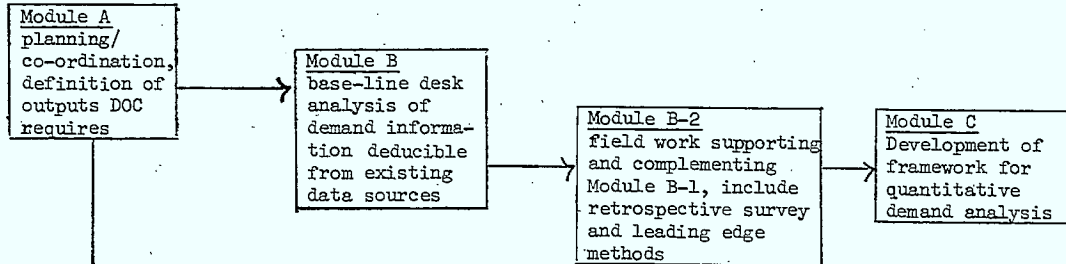 Module A
planning/
co-ordination,
definition of
outputs DOC
requires
Module B
base-line desk
analysis of
demand informa-
tion deducible
from existing
data sources
Module B-2
field work supporting
and complementing
Module B-1, include
retrospective survey
and leading edge
methods
Module C
Development of
framework for
quantitative
demand analysis